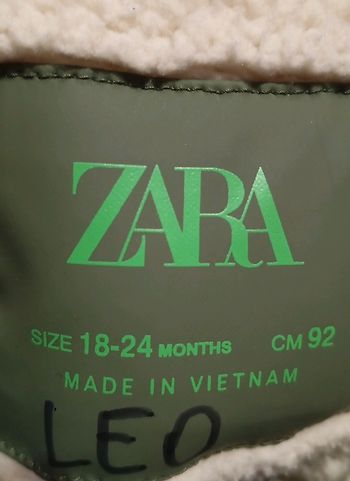 ZARA
SIZE 18-24 MONTHS CM 92
MADE IN VIETNAM
LEO